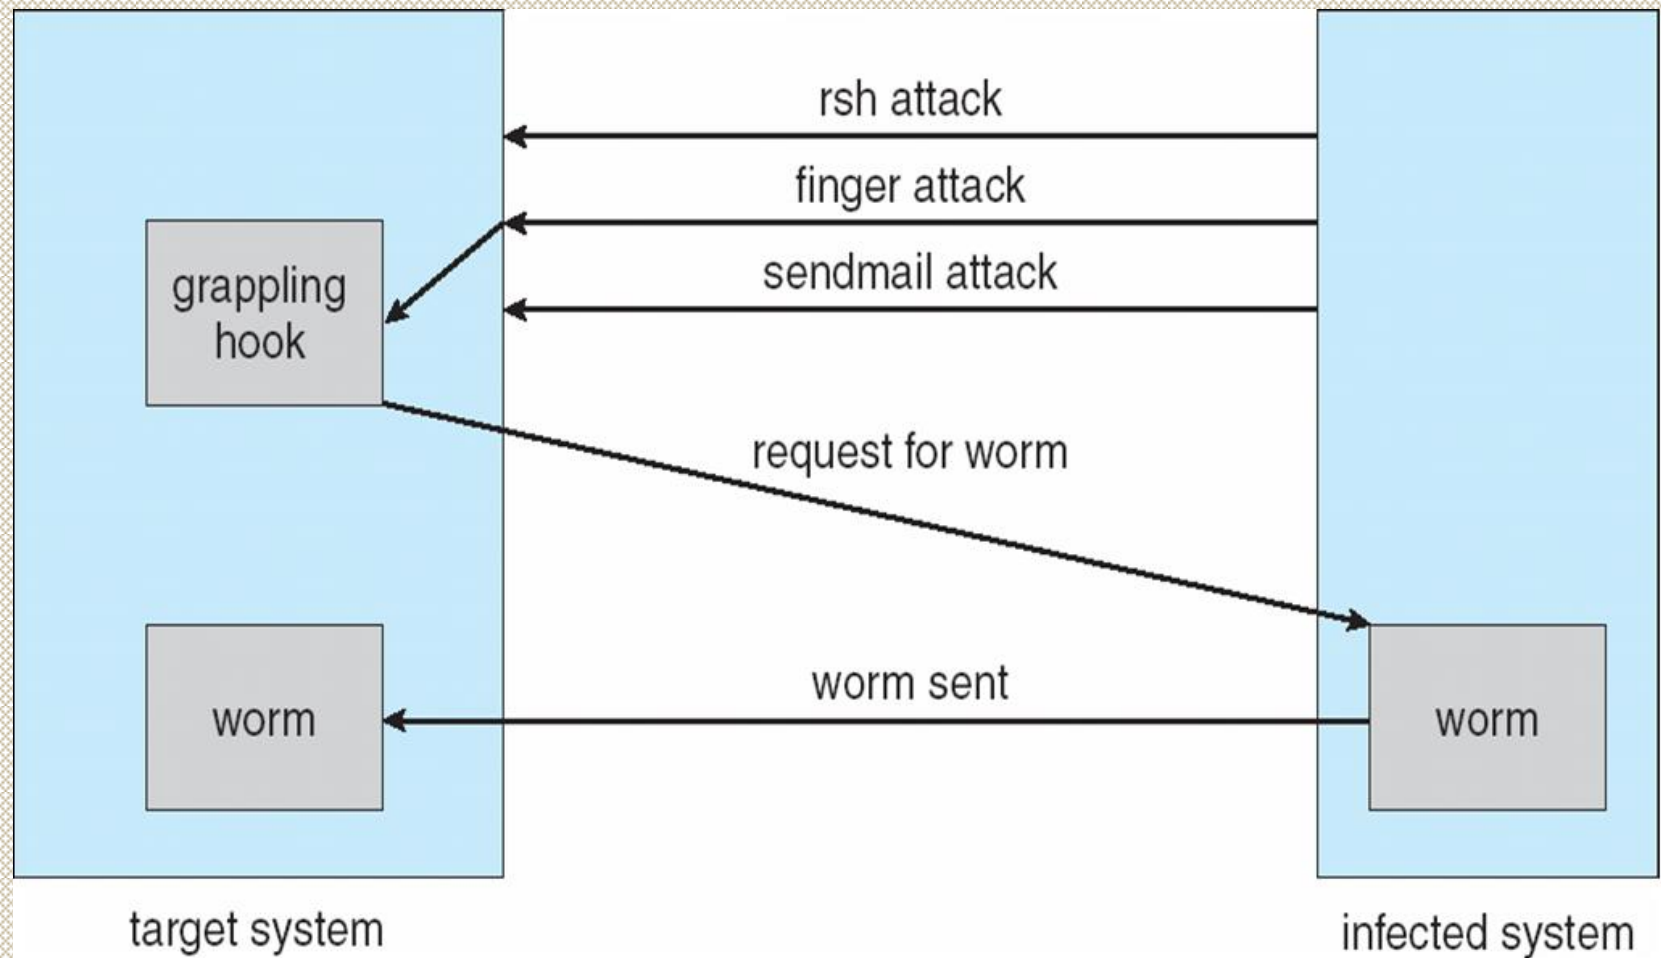 rsh attack
finger attack
sendmail attack
grappling
hook
request for worm
worm sent
worm
worm
target system
infected system